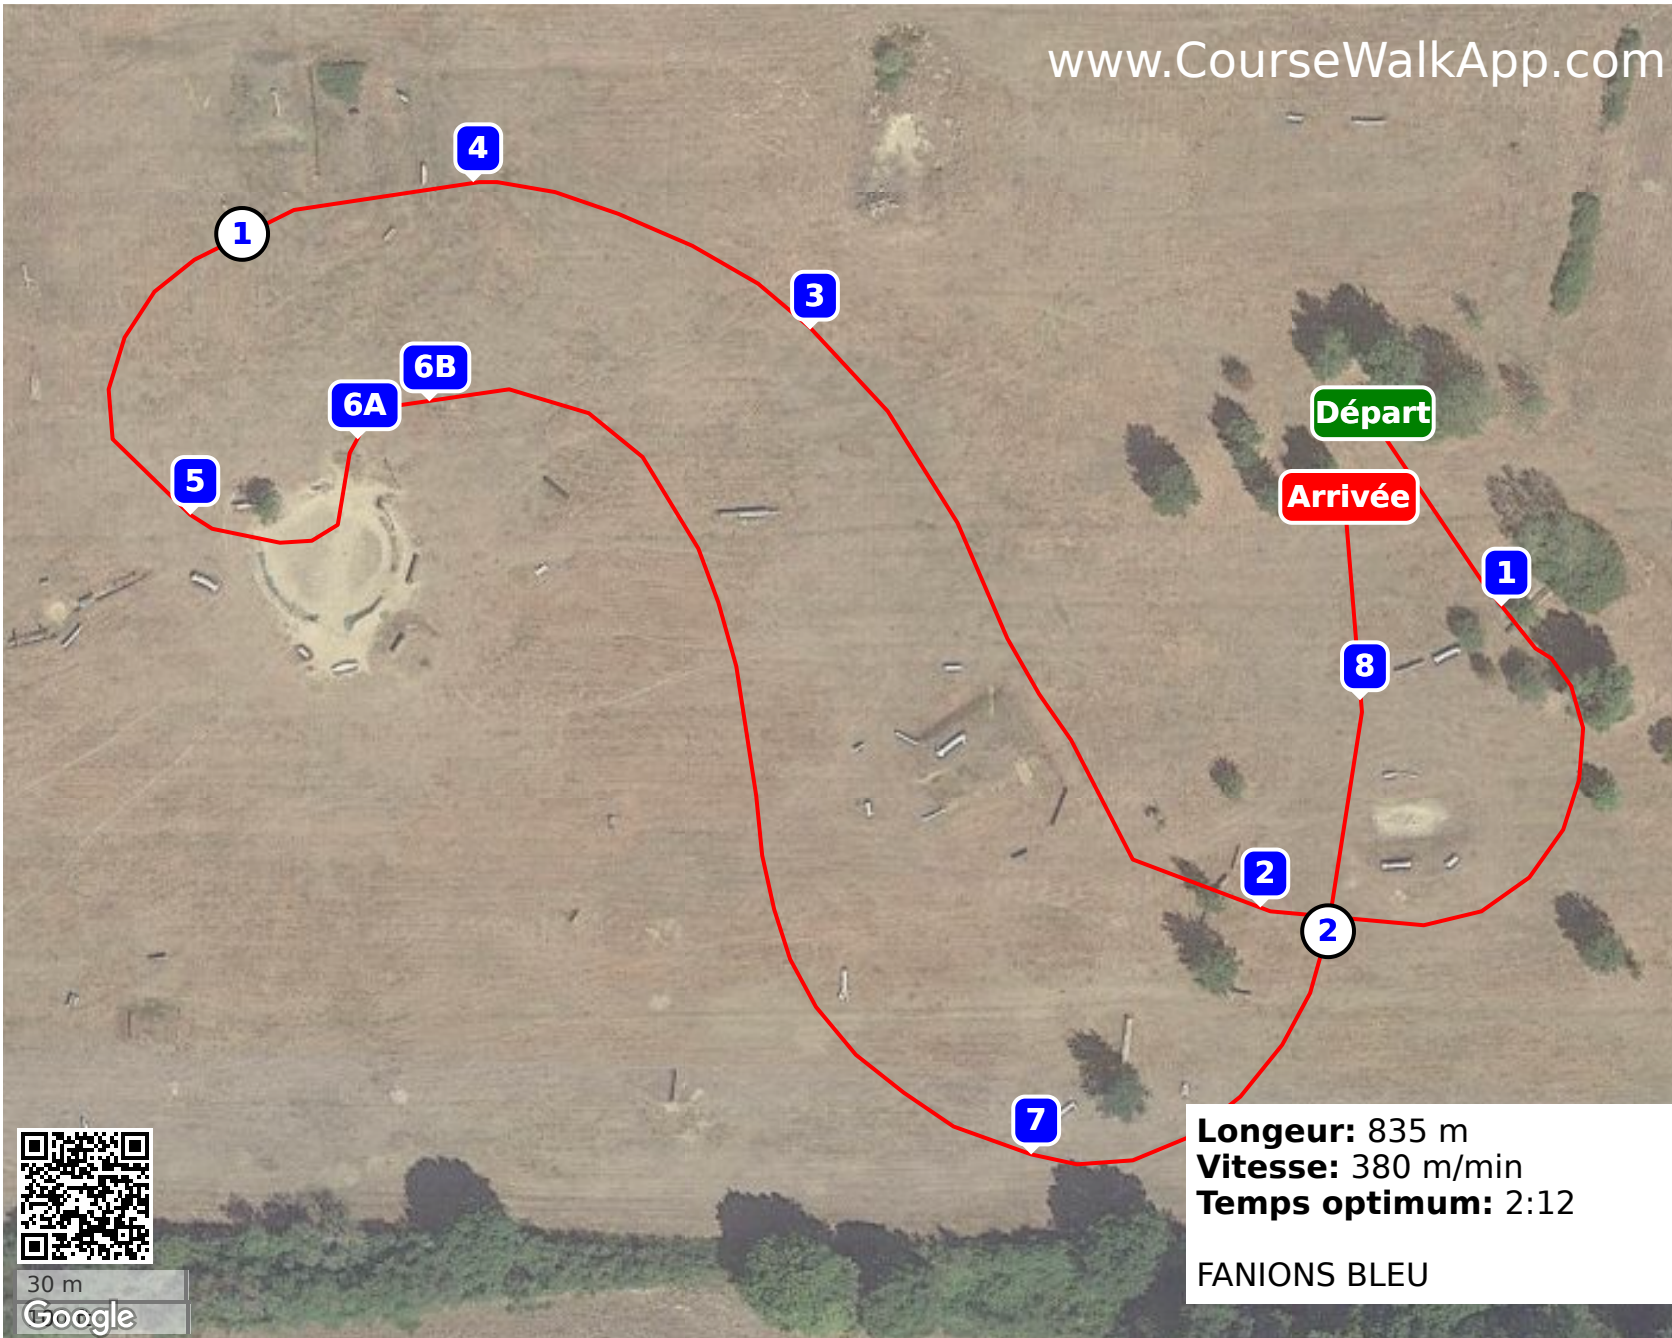 www.CourseWalkApp.com
4
1
3
6B
6A
Départ
5
Arrivée
1
8
2
2
7
Longeur: 835 m
Vitesse: 380 m/min
Temps optimum: 2:12
FANIONS BLEU
30 m
Google